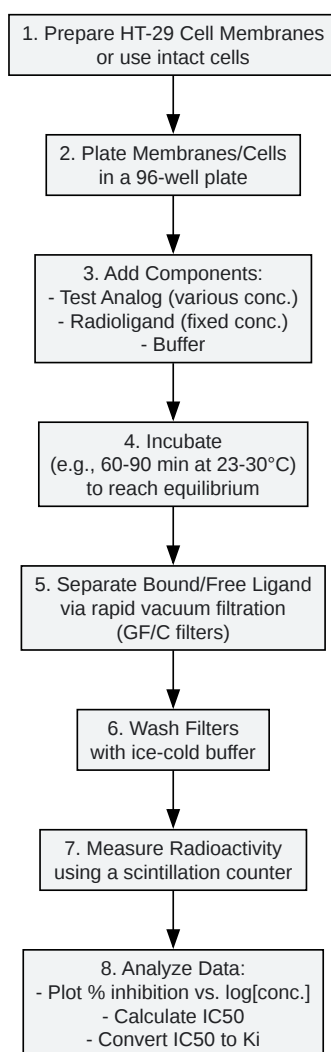 1. Prepare HT-29 Cell Membranes
or use intact cells
2. Plate Membranes/Cells
in a 96-well plate
3. Add Components:
- Test Analog (various conc.)
- Radioligand (fixed conc.)
- Buffer
4. Incubate
(e.g., 60-90 min at 23-30°C)
to reach equilibrium
5. Separate Bound/Free Ligand
via rapid vacuum filtration
(GF/C filters)
6. Wash Filters
with ice-cold buffer
7. Measure Radioactivity
using a scintillation counter
8. Analyze Data:
- Plot % inhibition vs. log[conc.]
- Calculate IC50
- Convert IC50 to Ki